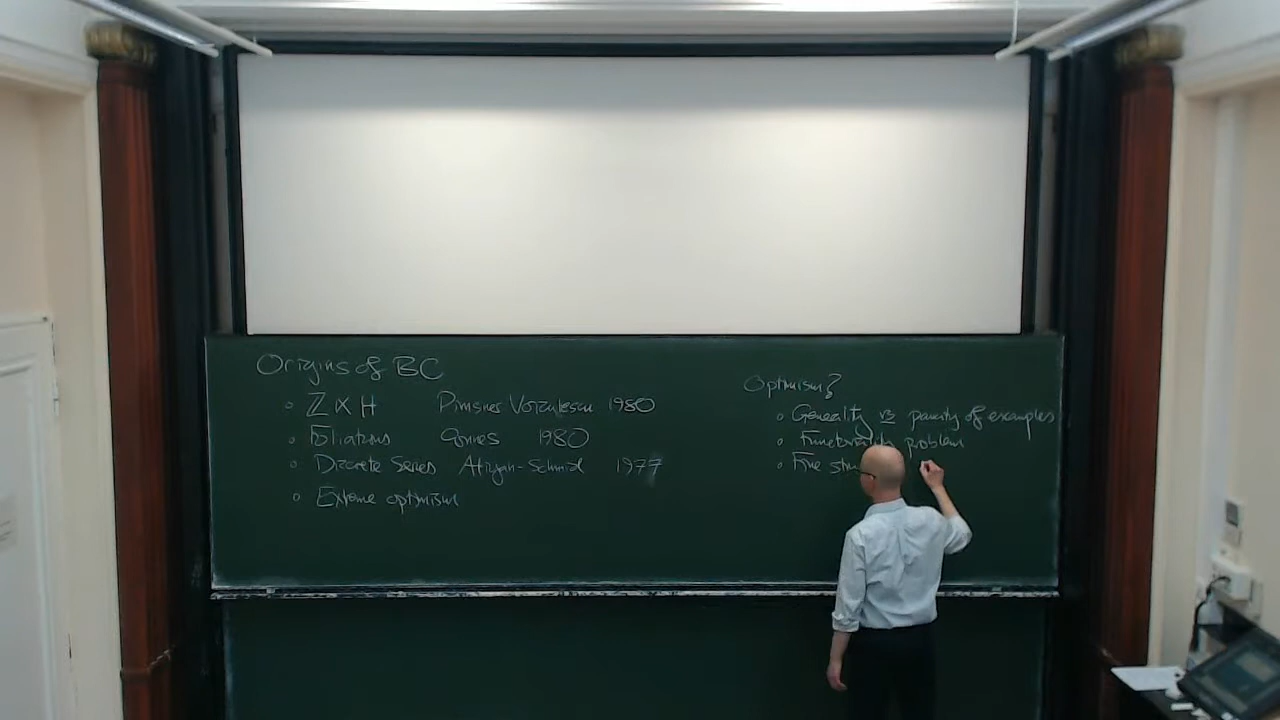 Origins of BC
◦ ℤ ⋉ H Pimsner Voiculescu 1980
◦ Foliations Connes 1980
◦ Discrete Series Atiyah-Schmid 1977
◦ Extreme optimism
Optimism?
◦ Generality vs paucity of examples
◦ Functoriality problem
◦ Fine